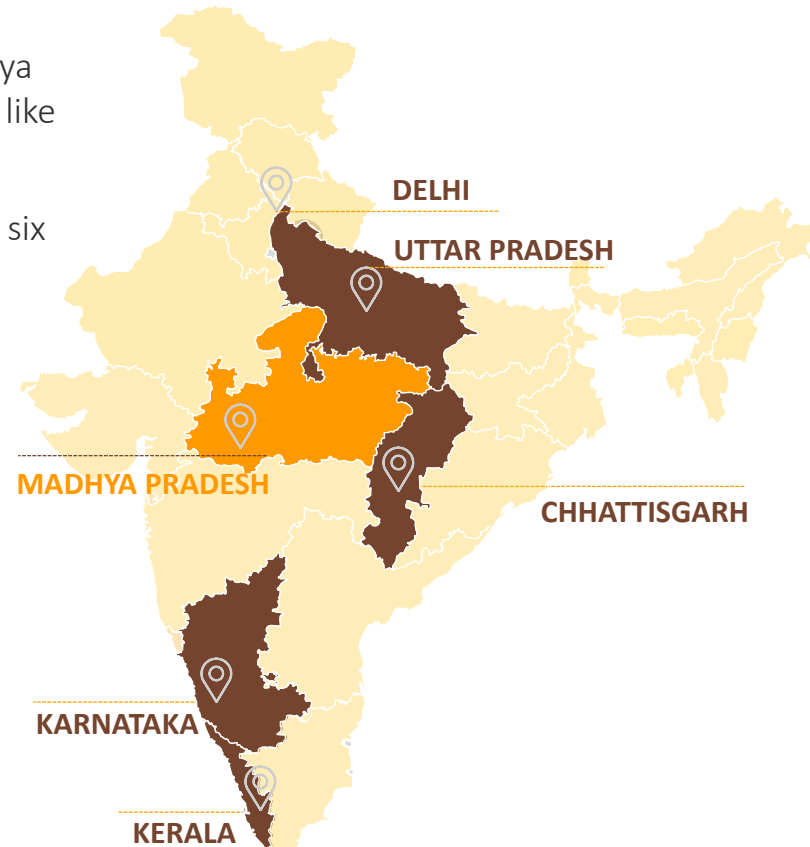 ya
like
six
DELHI
UTTAR PRADESH
MADHYA PRADESH
CHHATTISGARH
KARNATAKA
KERALA